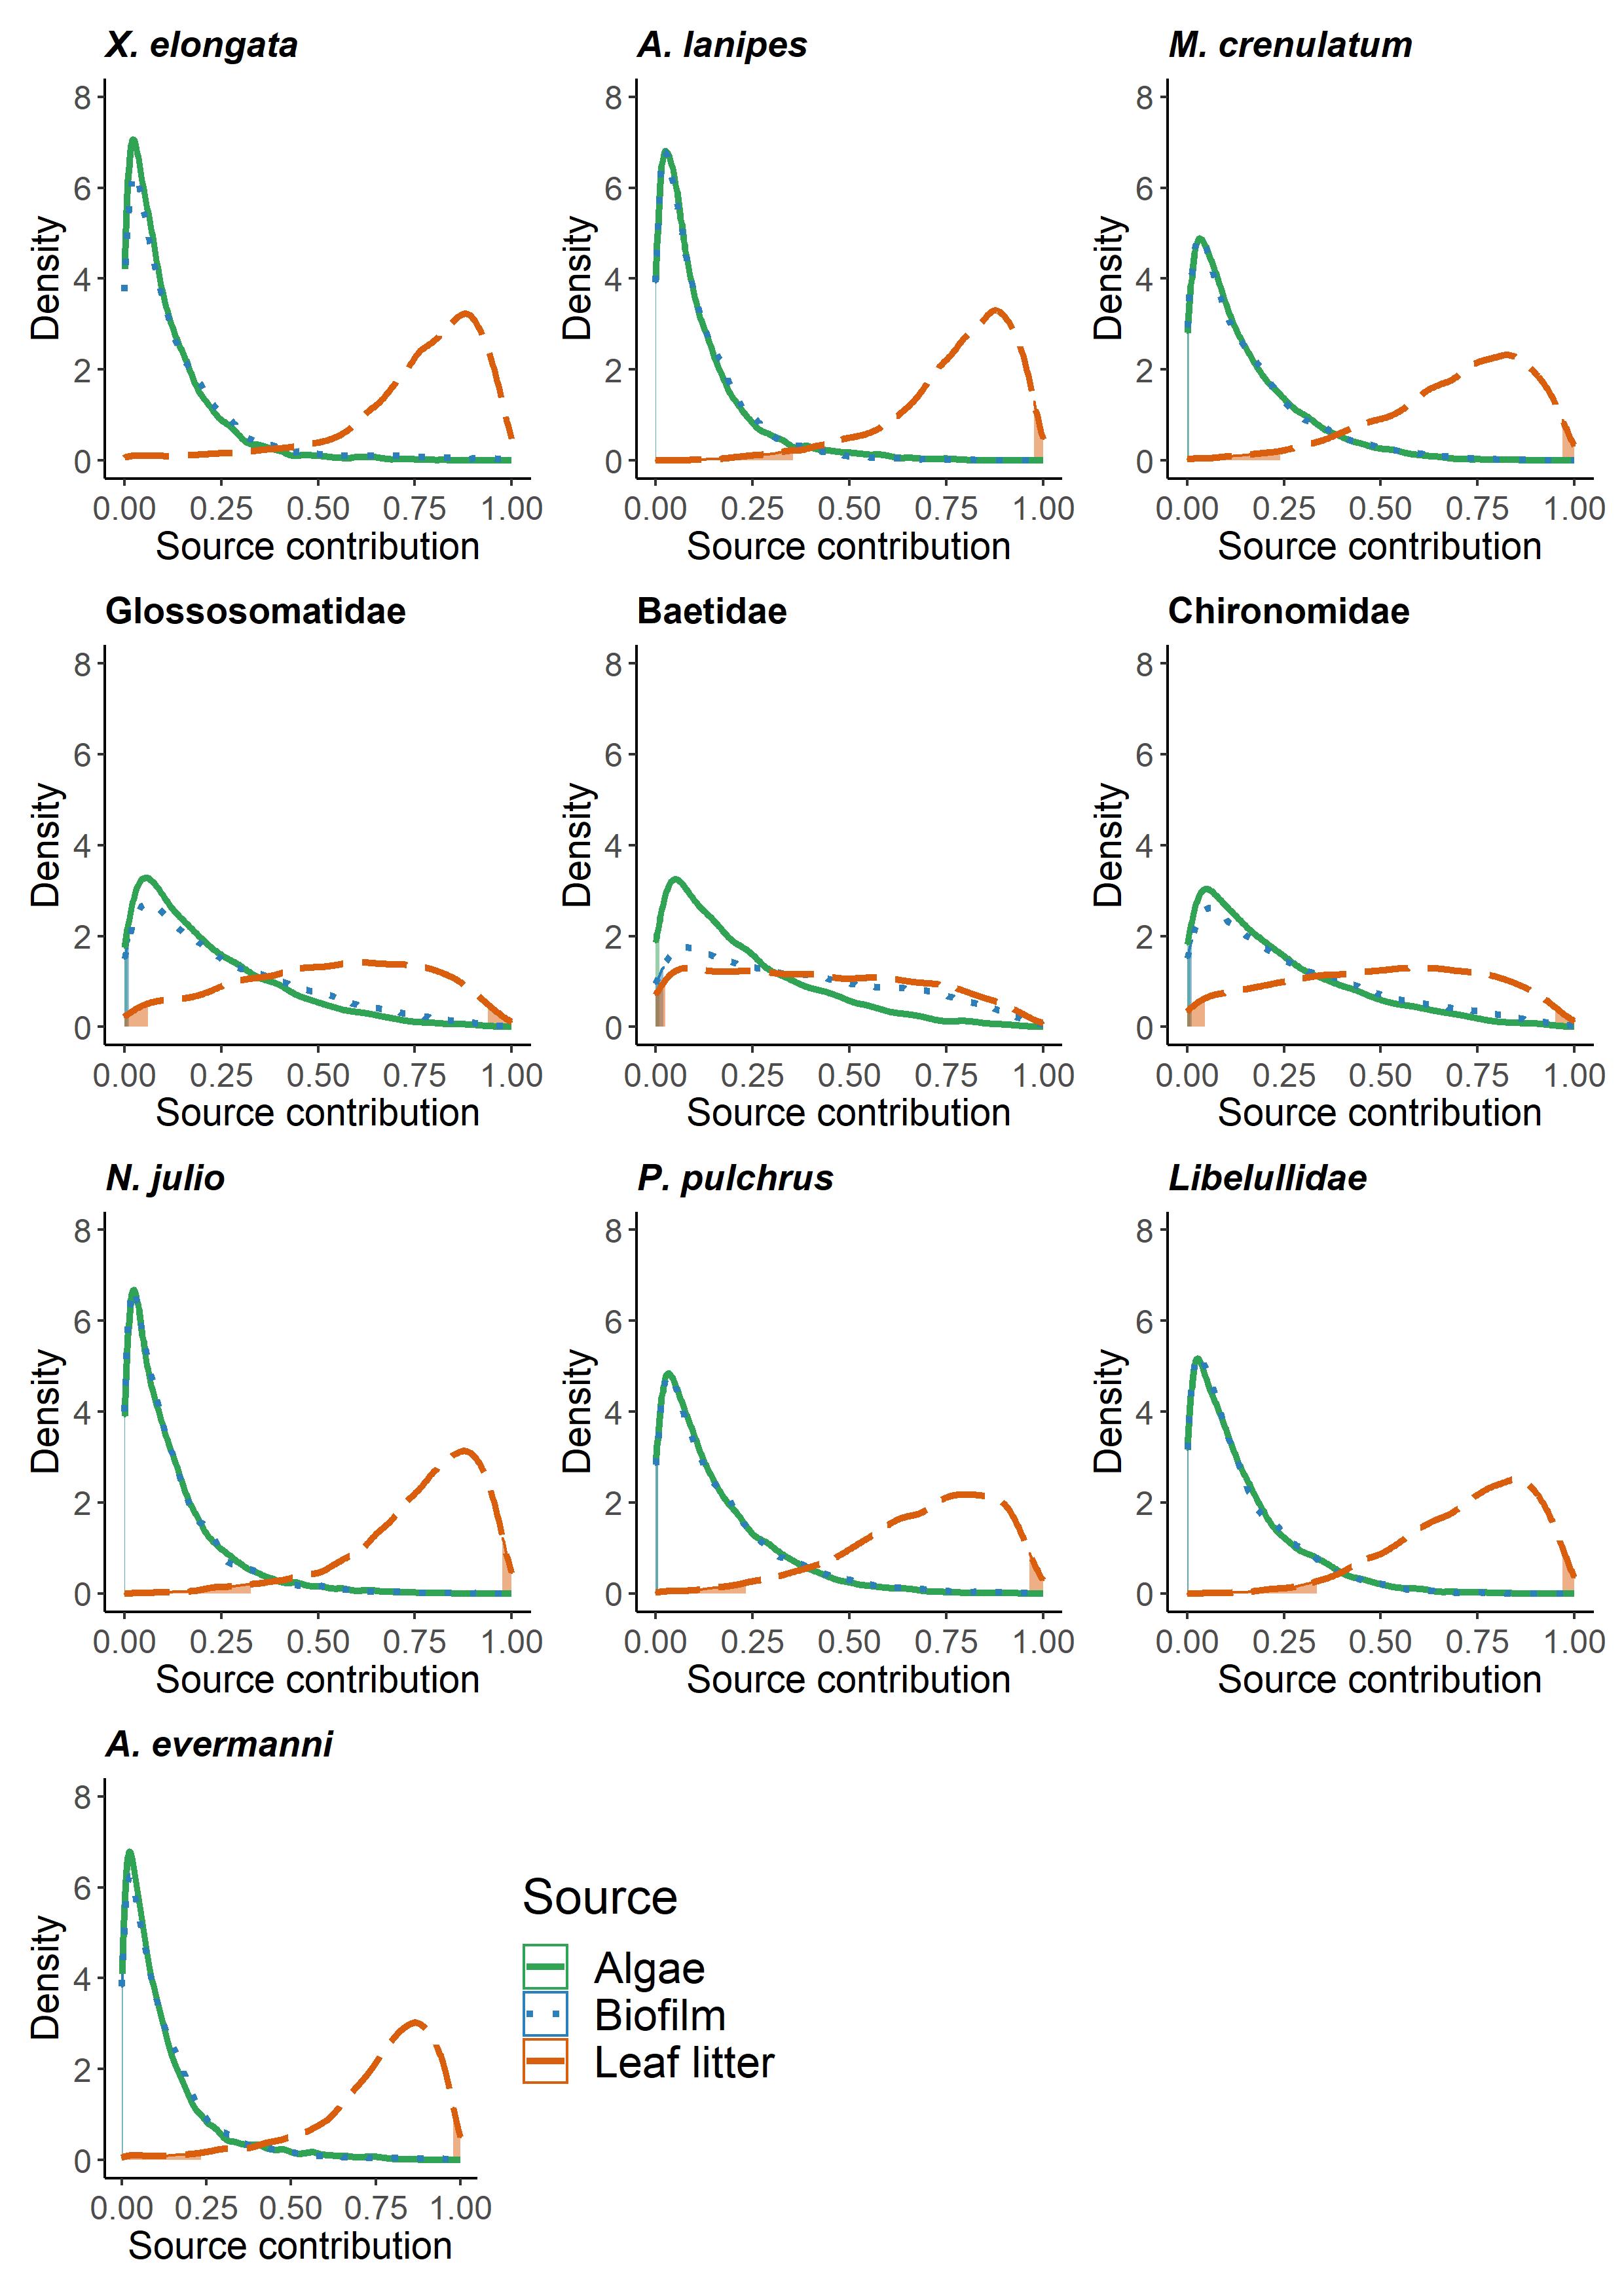 X. elongata
8
6
4
2
0
Density
0.00 0.25 0.50 0.75 1.00
Source contribution
A. lanipes
8
6
4
2
0
Density
0.00 0.25 0.50 0.75 1.00
Source contribution
M. crenulatum
8
6
4
2
0
Density
0.00 0.25 0.50 0.75 1.00
Source contribution
Glossosomatidae
8
6
4
2
0
Density
0.00 0.25 0.50 0.75 1.00
Source contribution
Baetidae
8
6
4
2
0
Density
0.00 0.25 0.50 0.75 1.00
Source contribution
Chironomidae
8
6
4
2
0
Density
0.00 0.25 0.50 0.75 1.00
Source contribution
N. julio
8
6
4
2
0
Density
0.00 0.25 0.50 0.75 1.00
Source contribution
P. pulchrus
8
6
4
2
0
Density
0.00 0.25 0.50 0.75 1.00
Source contribution
Libelullidae
8
6
4
2
0
Density
0.00 0.25 0.50 0.75 1.00
Source contribution
A. evermanni
8
6
4
2
0
Density
0.00 0.25 0.50 0.75 1.00
Source contribution
Source
Algae
Biofilm
Leaf litter